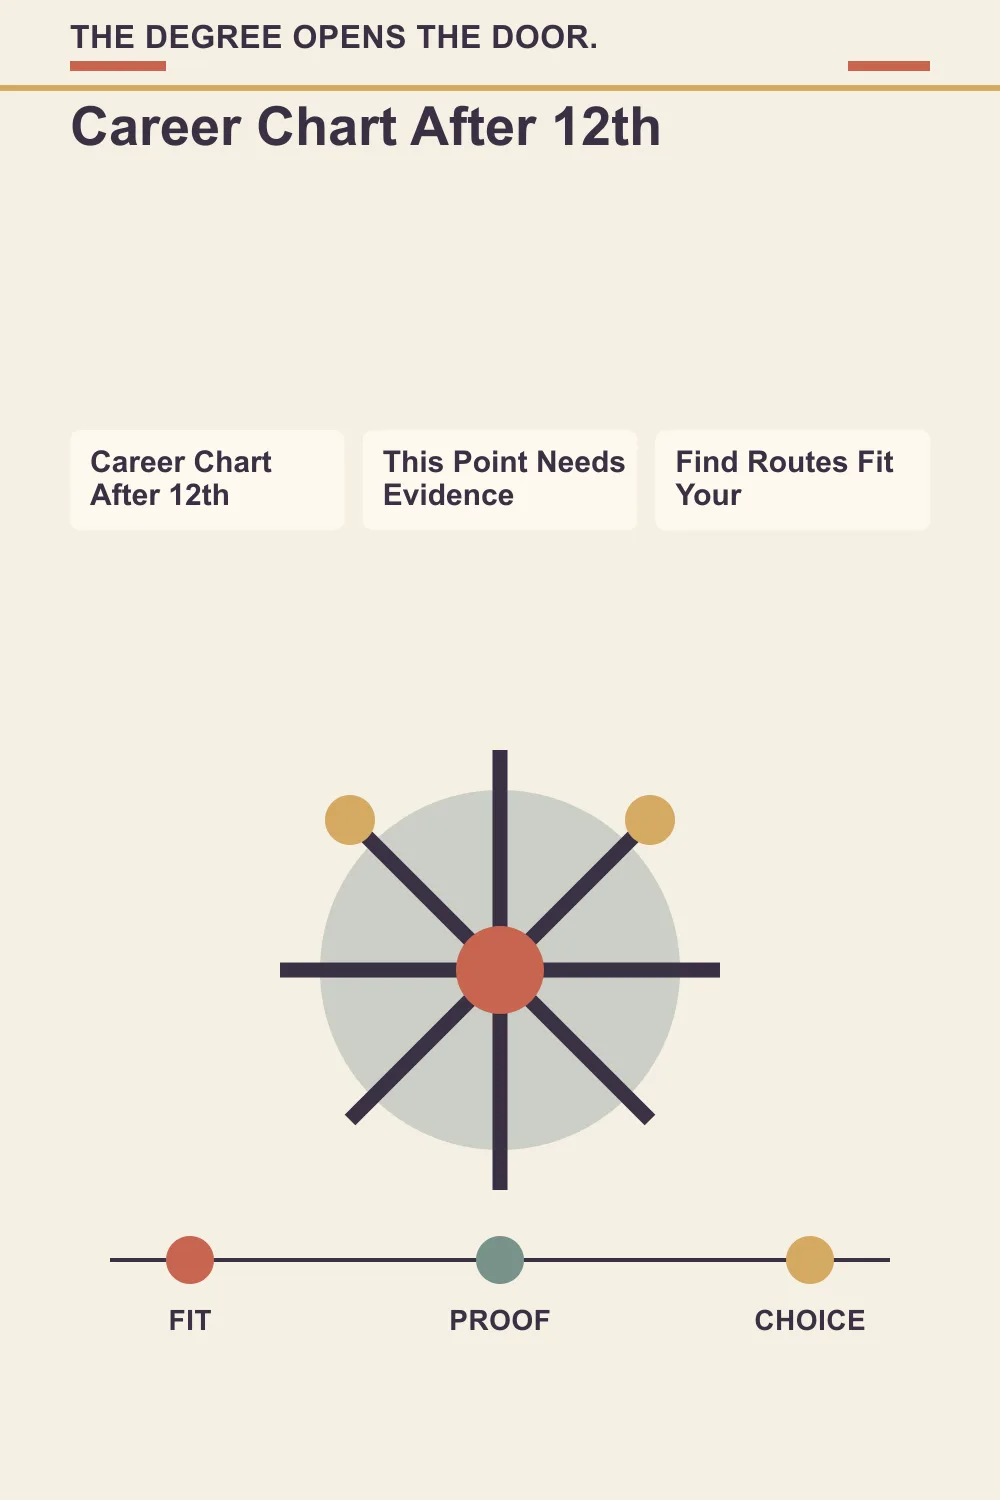 THE DEGREE OPENS THE DOOR.
Career Chart After 12th
Career Chart
After 12th
This Point Needs
Evidence
Find Routes Fit
Your
FIT
PROOF
CHOICE